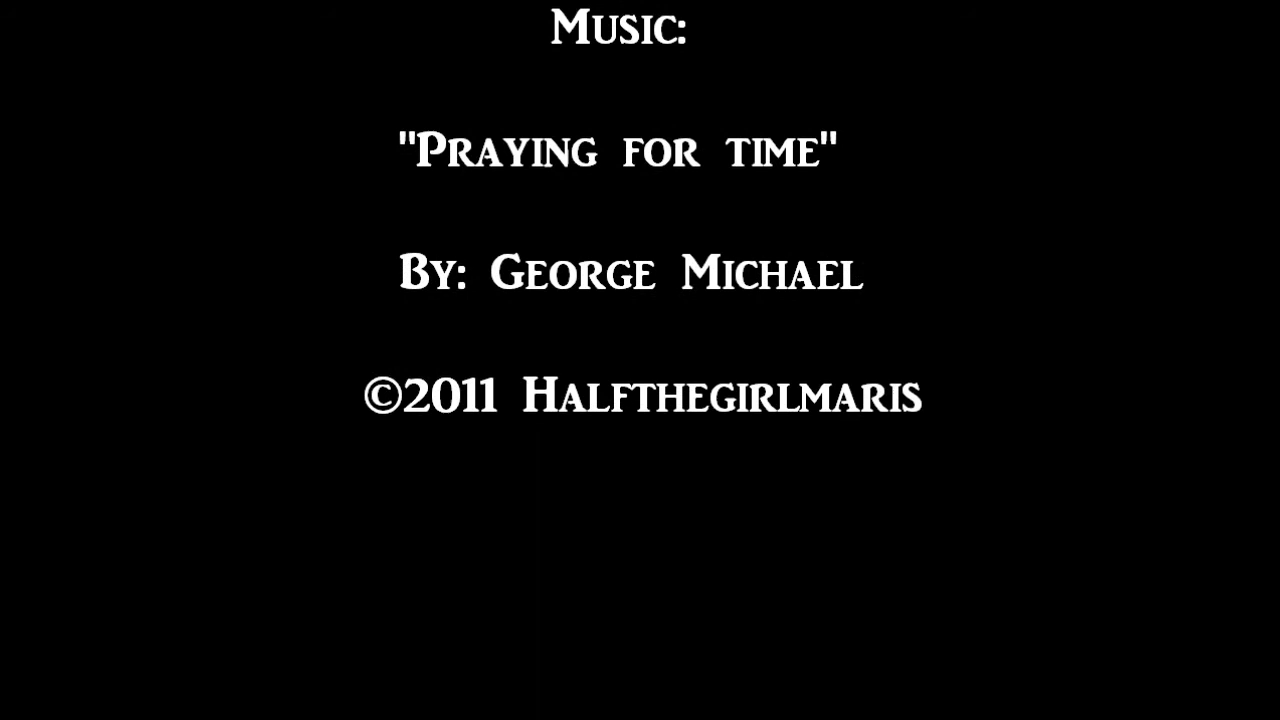 Music:
"Praying for time"
By: George Michael
©2011 Halfthegirlmaris